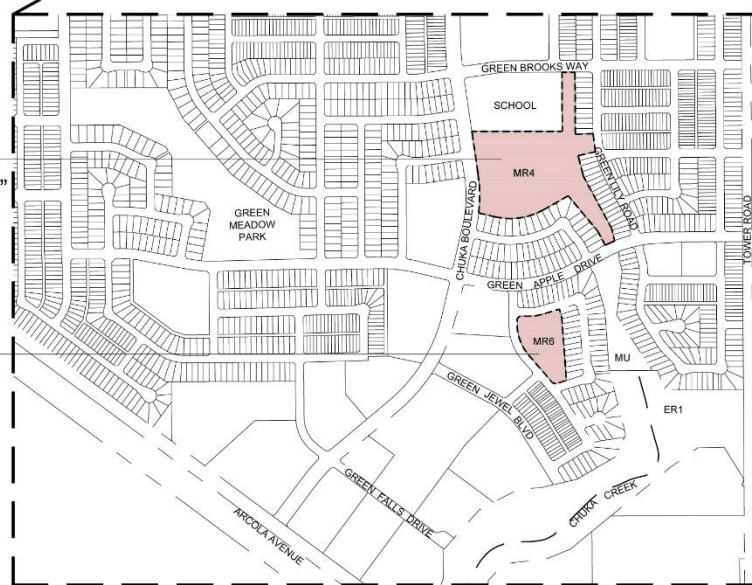 GREEN BROOKS WAY
SCHOOL
”
MR4
GREEN LILY ROAD
GREEN
MEADOW
PARK
CHUKA BOULEVARD
TOWER ROAD
GREEN APPLE DRIVE
MR6
MU
GREEN JEWEL BLVD
ER1
GREEN FALLS DRIVE
CHUKA CREEK
ARCOLA AVENUE